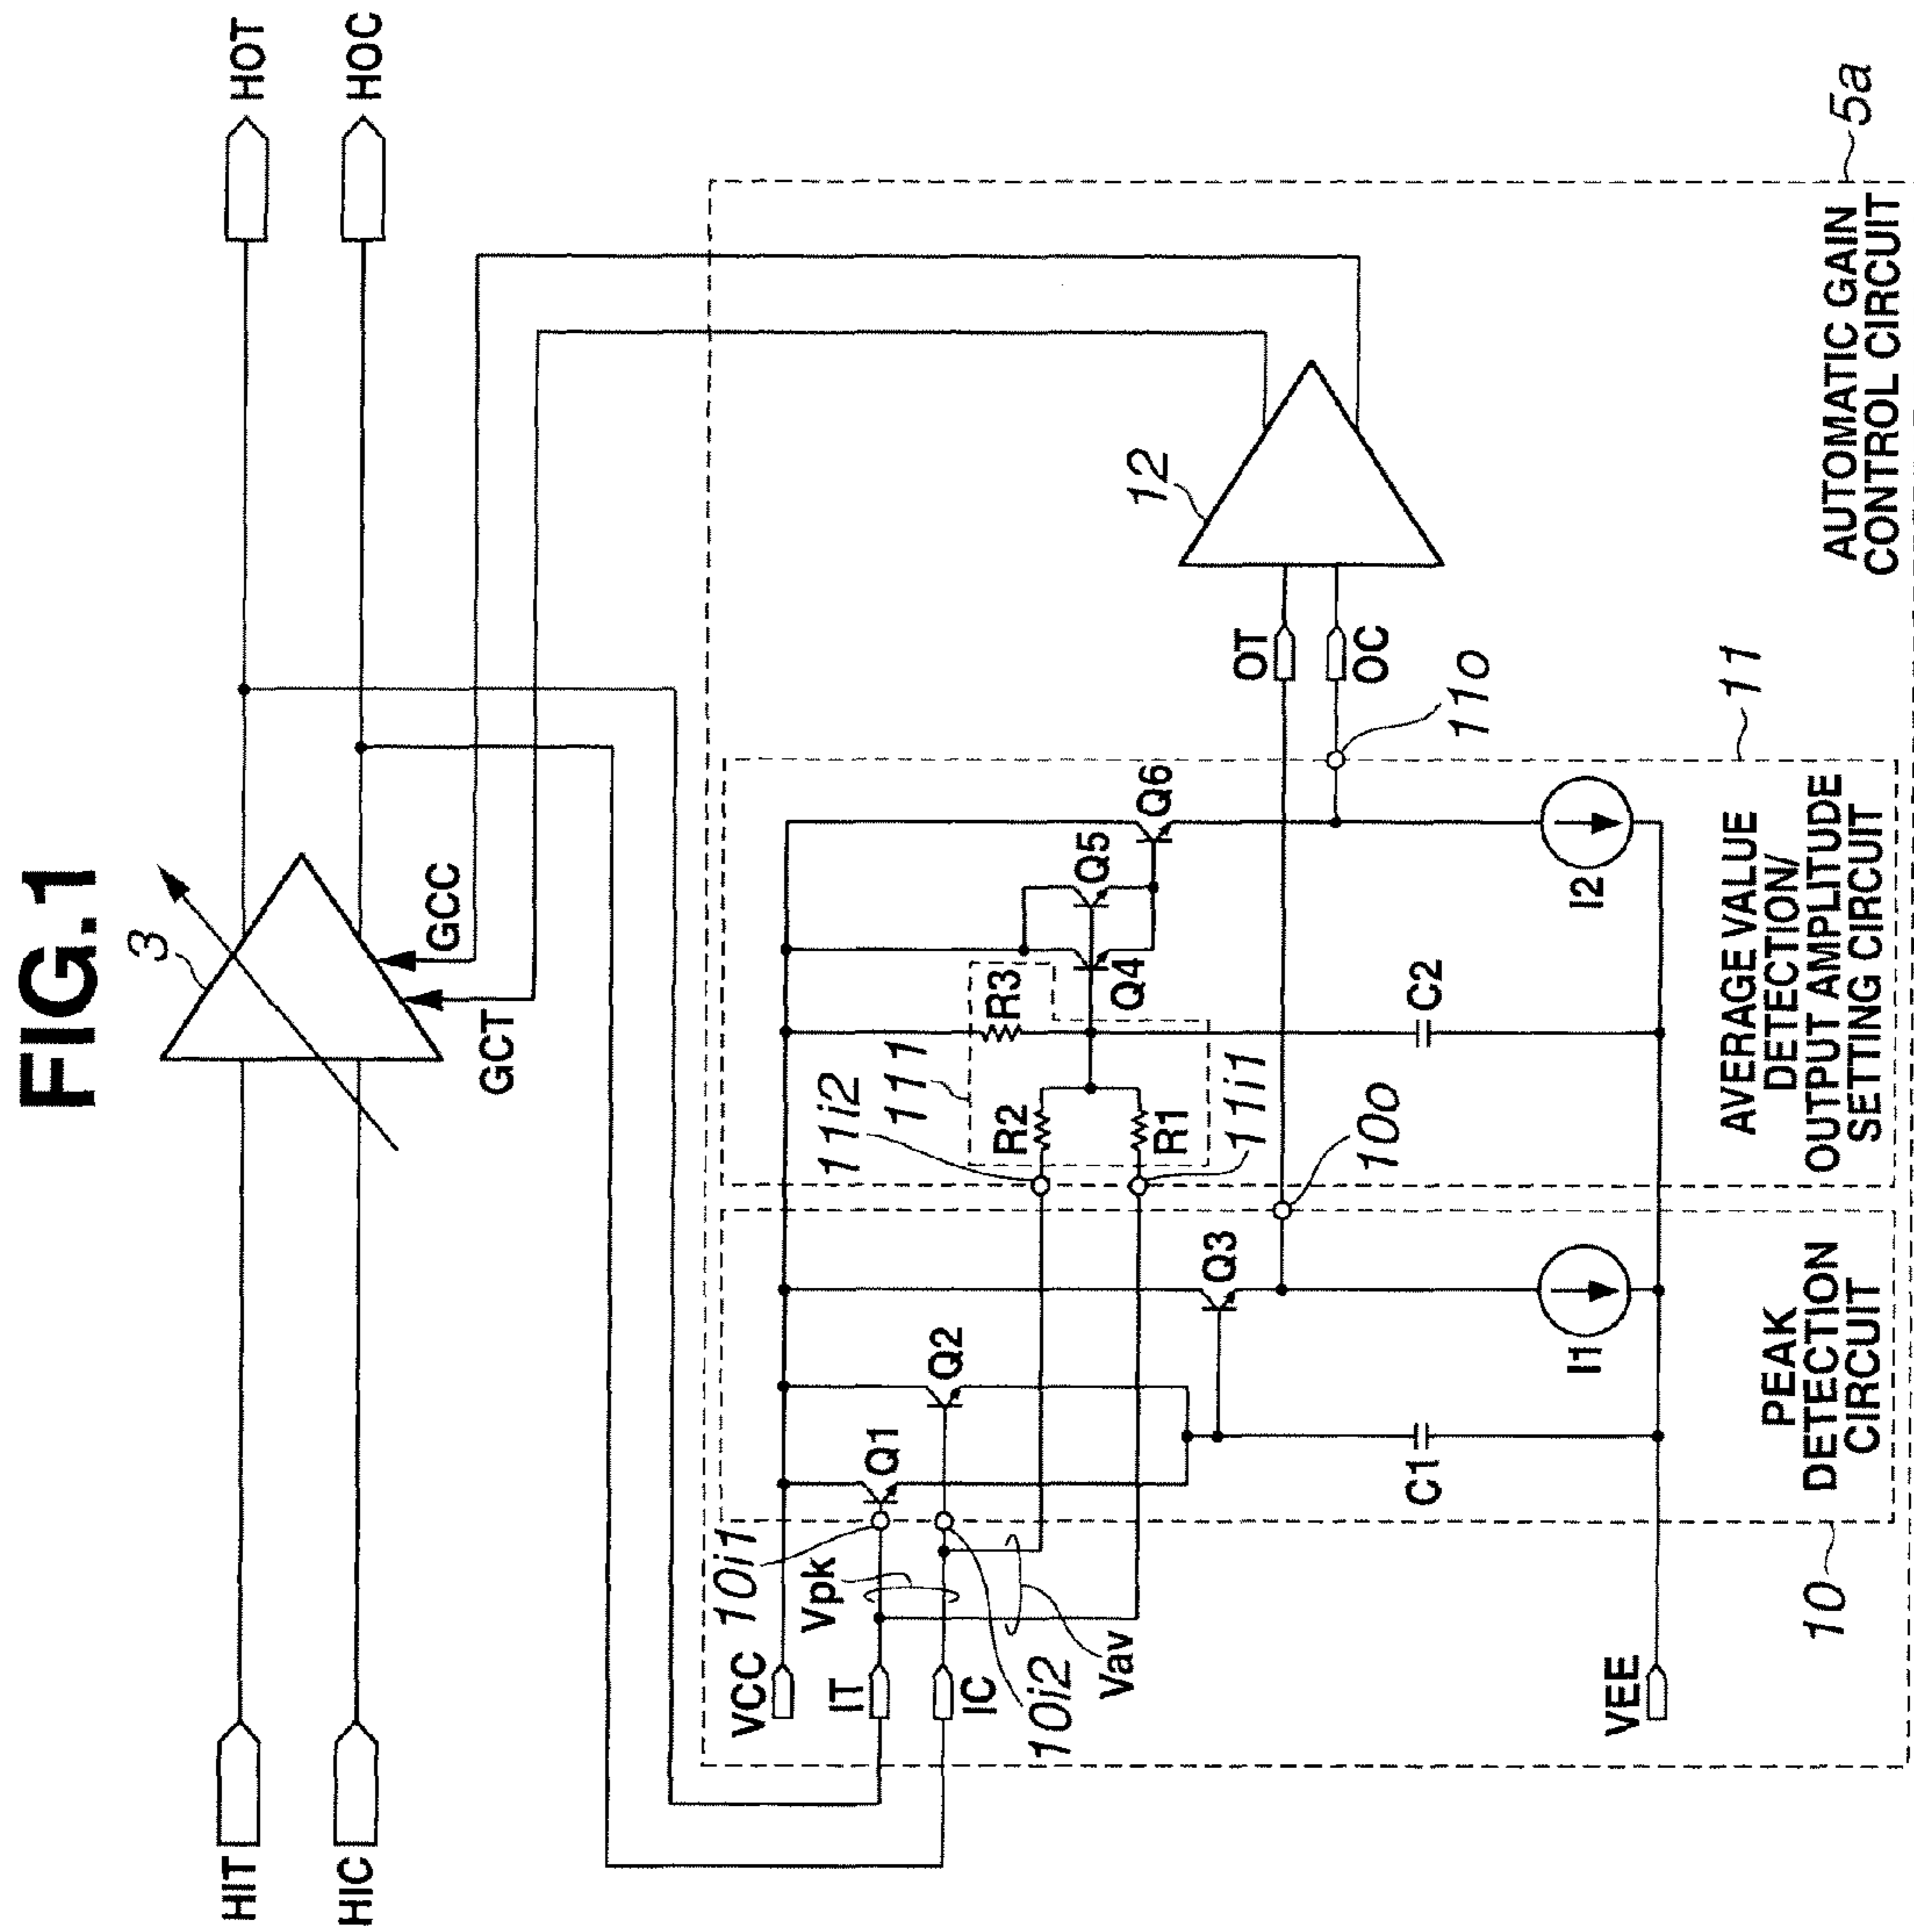 FIG.1
HIT
HIC
3
HOT
HOC
GCT
GCC
VCC
IT
IC
VEE
10i1
Vpk
10i2
Vav
Q1
Q2
Q3
C1
I1
10o
PEAK
DETECTION
CIRCUIT
10
11i2
111
11i1
R2
R1
R3
Q4
Q5
Q6
C2
I2
11o
AVERAGE VALUE
DETECTION/
OUTPUT AMPLITUDE
SETTING CIRCUIT
11
OT
OC
12
AUTOMATIC GAIN
CONTROL CIRCUIT
5a